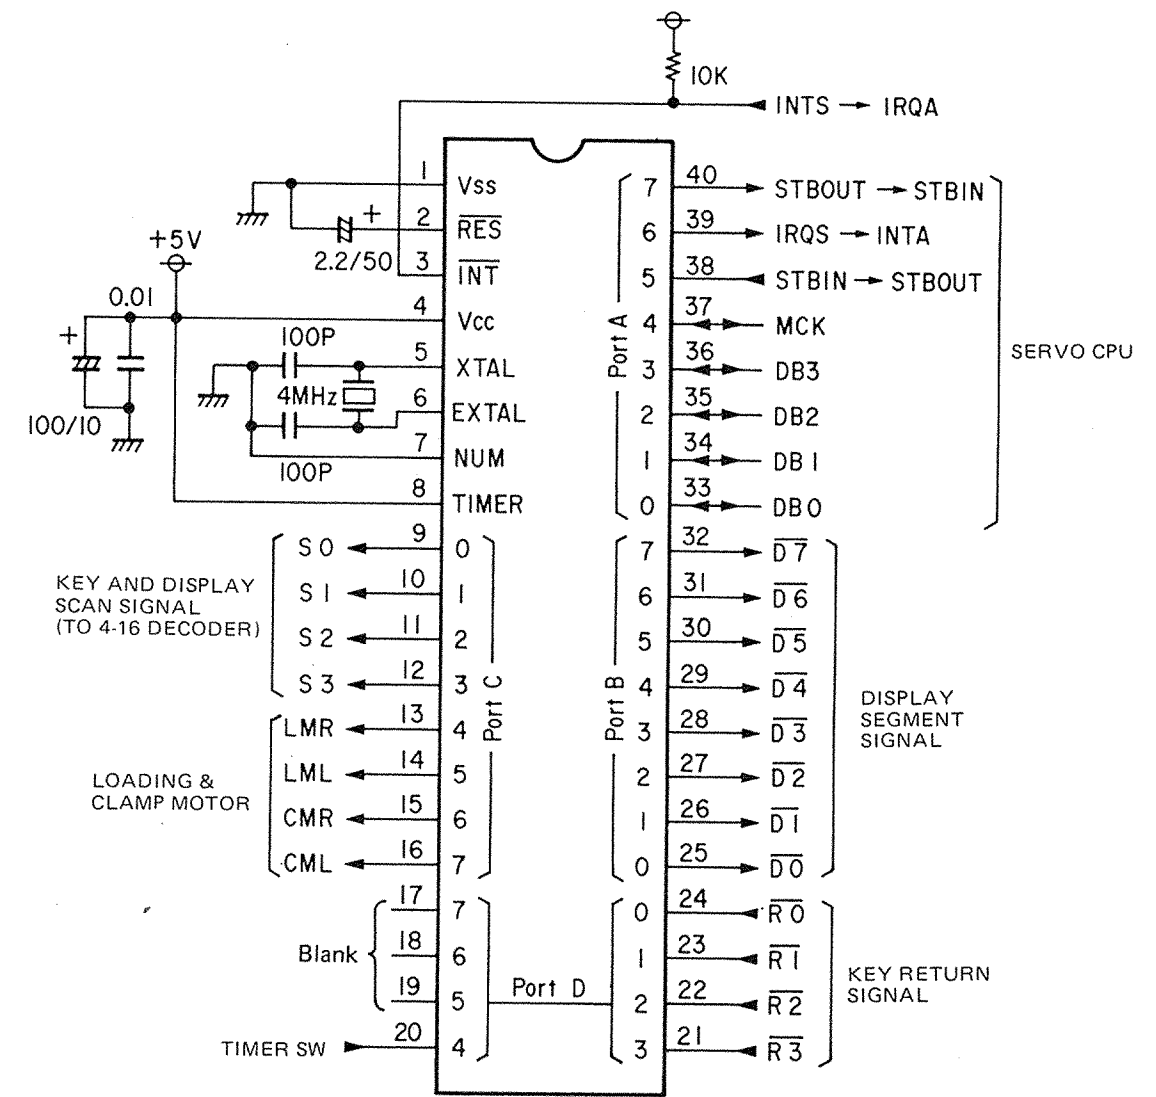 10K
INTS → IRQA
1 Vss
2 RES
3 INT
4 Vcc
5 XTAL
6 EXTAL
7 NUM
8 TIMER
+
2.2/50
+5V
0.01
+
100/10
100P
4MHz
100P
7 40 STBOUT → STBIN
6 39 IRQS → INTA
5 38 STBIN → STBOUT
4 37 MCK
3 36 DB3
2 35 DB2
1 34 DB1
0 33 DB0
Port A
SERVO CPU
S0 9 0
S1 10 1
S2 11 2
S3 12 3
KEY AND DISPLAY
SCAN SIGNAL
(TO 4-16 DECODER)
LMR 13 4
LML 14 5
CMR 15 6
CML 16 7
LOADING &
CLAMP MOTOR
Port C
7 32 D7
6 31 D6
5 30 D5
4 29 D4
3 28 D3
2 27 D2
1 26 D1
0 25 D0
Port B
DISPLAY
SEGMENT
SIGNAL
17 7
18 6
19 5
Blank
TIMER SW 20 4
Port D
0 24 R0
1 23 R1
2 22 R2
3 21 R3
KEY RETURN
SIGNAL